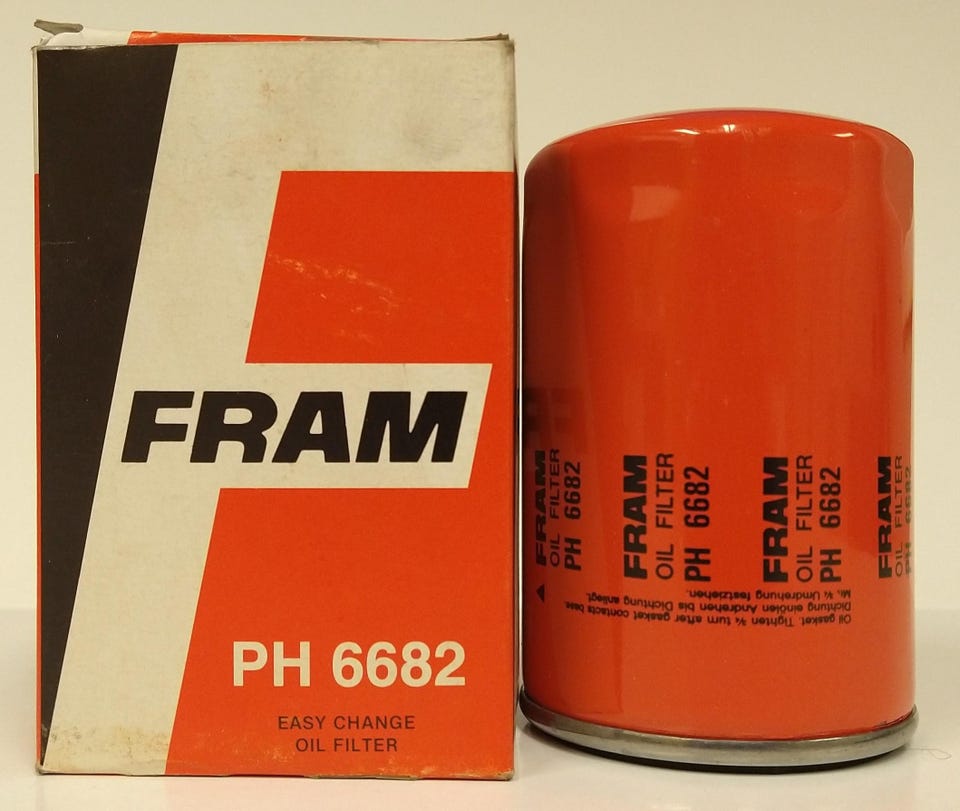 FRAM
PH 6682
EASY CHANGE
OIL FILTER
FRAM
OIL FILTER
PH 6682
FRAM
OIL FILTER
PH 6682
FRAM
OIL FILTER
PH 6682
FRAM
OIL FILTER
PH 6682
Oil gasket. Tighten ¾ turn after gasket contacts base.
Dichtung einölen Andrehen bis Dichtung anliegt.
Mit ¾ Umdrehung festziehen.